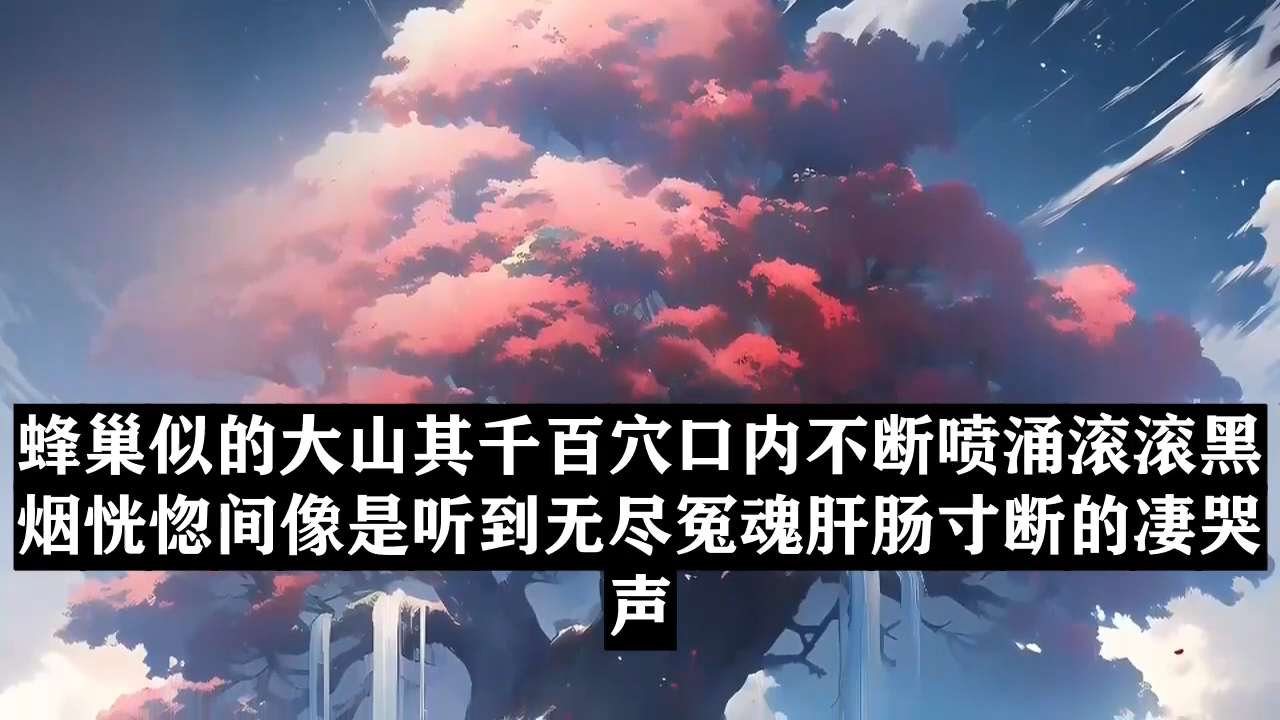 蜂巢似的大山其千百穴口内不断喷涌滚滚黑
烟恍惚间像是听到无尽冤魂肝肠寸断的凄哭
声